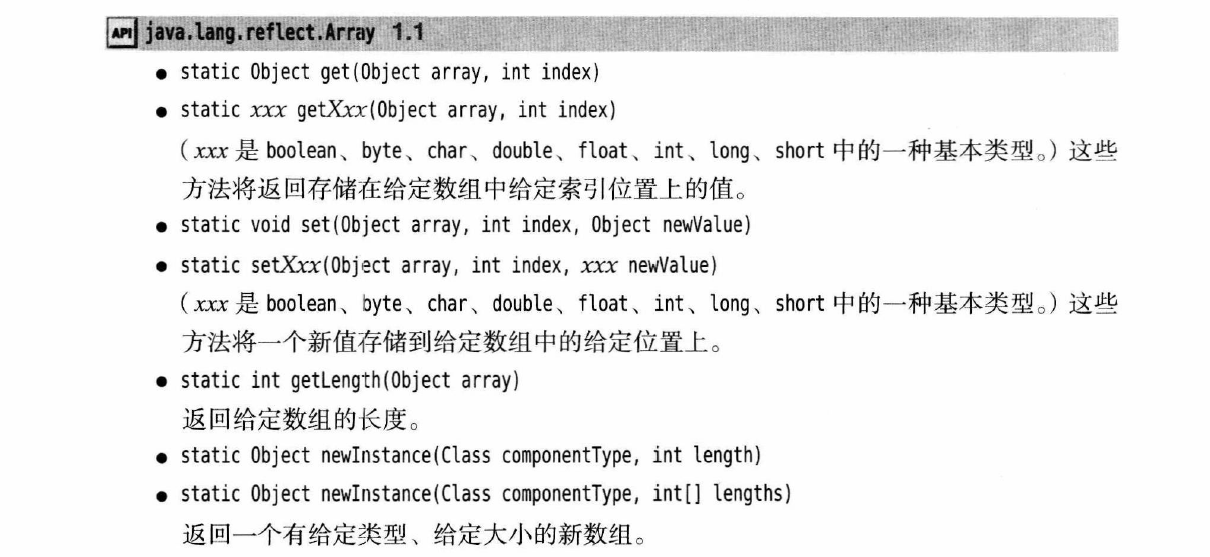 API java.lang.reflect.Array 1.1
● static Object get(Object array, int index)
● static xxx getXxx(Object array, int index)
（xxx 是 boolean、byte、char、double、float、int、long、short 中的一种基本类型。）这些
方法将返回存储在给定数组中给定索引位置上的值。
● static void set(Object array, int index, Object newValue)
● static setXxx(Object array, int index, xxx newValue)
（xxx 是 boolean、byte、char、double、float、int、long、short 中的一种基本类型。）这些
方法将一个新值存储到给定数组中的给定位置上。
● static int getLength(Object array)
返回给定数组的长度。
● static Object newInstance(Class componentType, int length)
● static Object newInstance(Class componentType, int[] lengths)
返回一个有给定类型、给定大小的新数组。